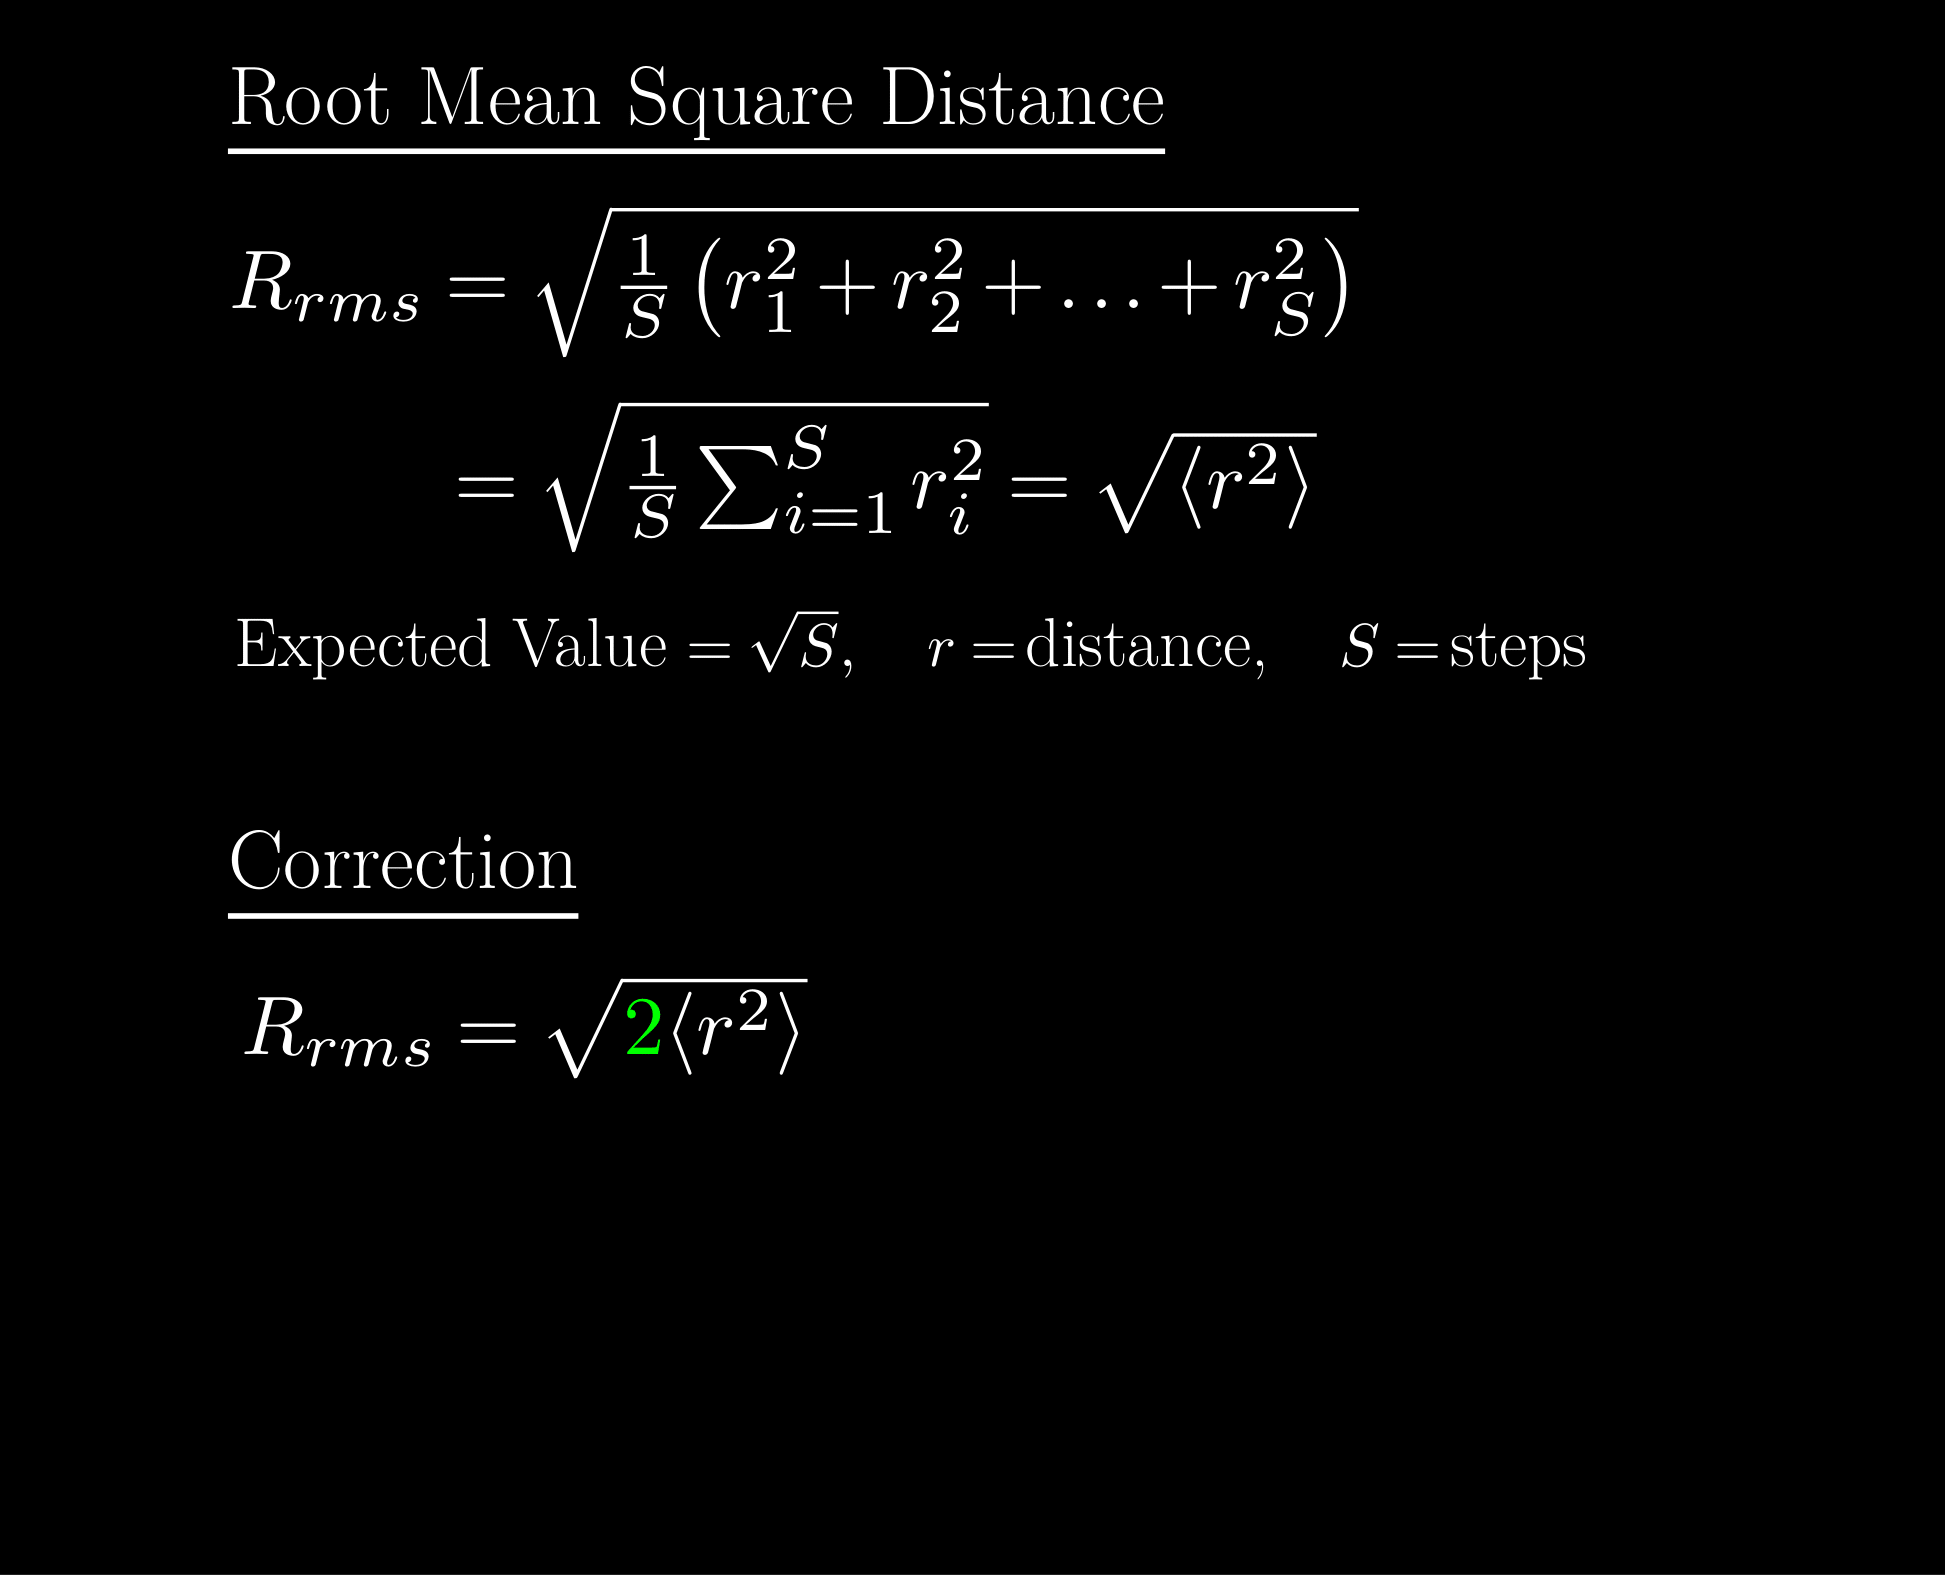 Root Mean Square Distance
R_{rms} = \sqrt{\frac{1}{S} \left( r_1^2 + r_2^2 + \ldots + r_S^2 \right)}
= \sqrt{\frac{1}{S} \sum_{i=1}^{S} r_i^2} = \sqrt{\langle r^2 \rangle}
Expected Value = \sqrt{S}, r = distance, S = steps
Correction
R_{rms} = \sqrt{2 \langle r^2 \rangle}